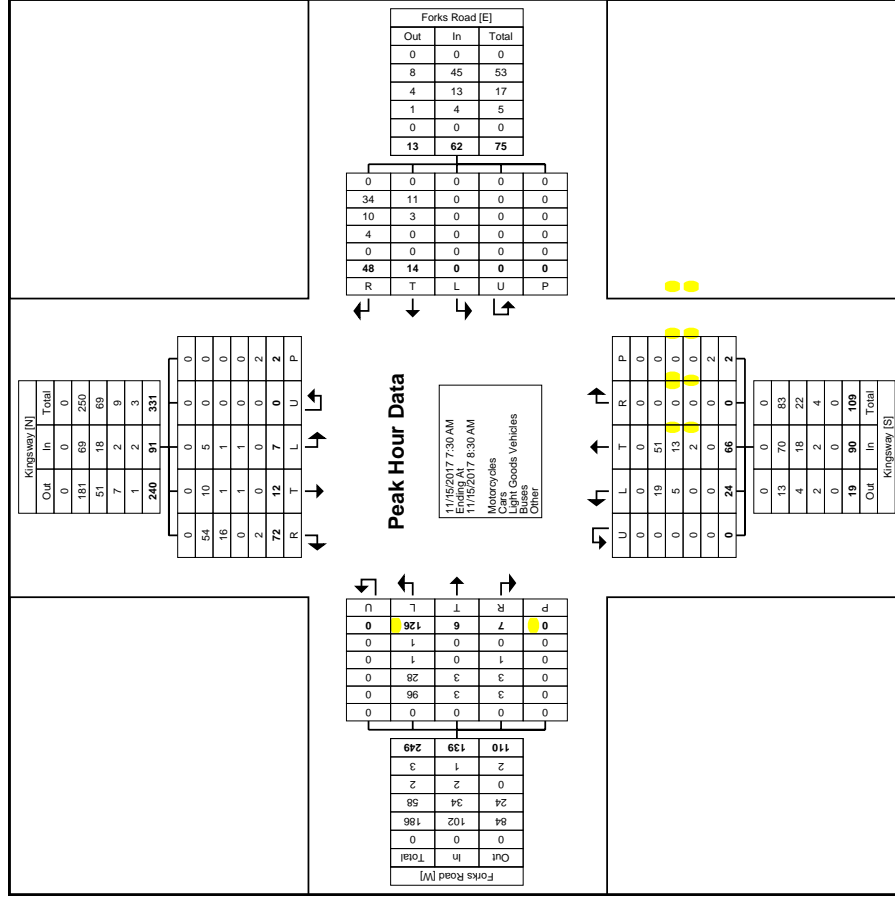 Forks Road [E]
Out In Total
0 0 0
8 45 53
4 13 17
1 4 5
0 0 0
13 62 75
0 0 0 0 0
34 11 0 0 0
10 3 0 0 0
4 0 0 0 0
0 0 0 0 0
48 14 0 0 0
R T L U P
Kingsway [N]
Out In Total
0 0 0
181 69 250
51 18 69
7 2 9
1 2 3
240 91 331
0 0 0 0 0
54 10 5 0 0
16 1 1 0 0
0 1 1 0 0
2 0 0 0 2
72 12 7 0 2
R T L U P
Peak Hour Data
11/15/2017 7:30 AM
Ending At
11/15/2017 8:30 AM
Motorcycles
Cars
Light Goods Vehicles
Buses
Other
U L T R P
0 0 0 0 0
0 19 51 0 0
0 5 13 0 0
0 0 2 0 0
0 0 0 0 2
0 24 66 0 2
0 0 0
13 70 83
4 18 22
2 2 4
0 0 0
19 90 109
Out In Total
Kingsway [S]
Forks Road [W]
Out In Total
0 0 0
84 102 186
24 34 58
0 2 2
2 1 3
110 139 249
0 0 0 0 0
0 3 3 96 0
0 3 3 28 0
0 1 0 1 0
0 0 0 1 0
0 7 6 126 0
P R T L U